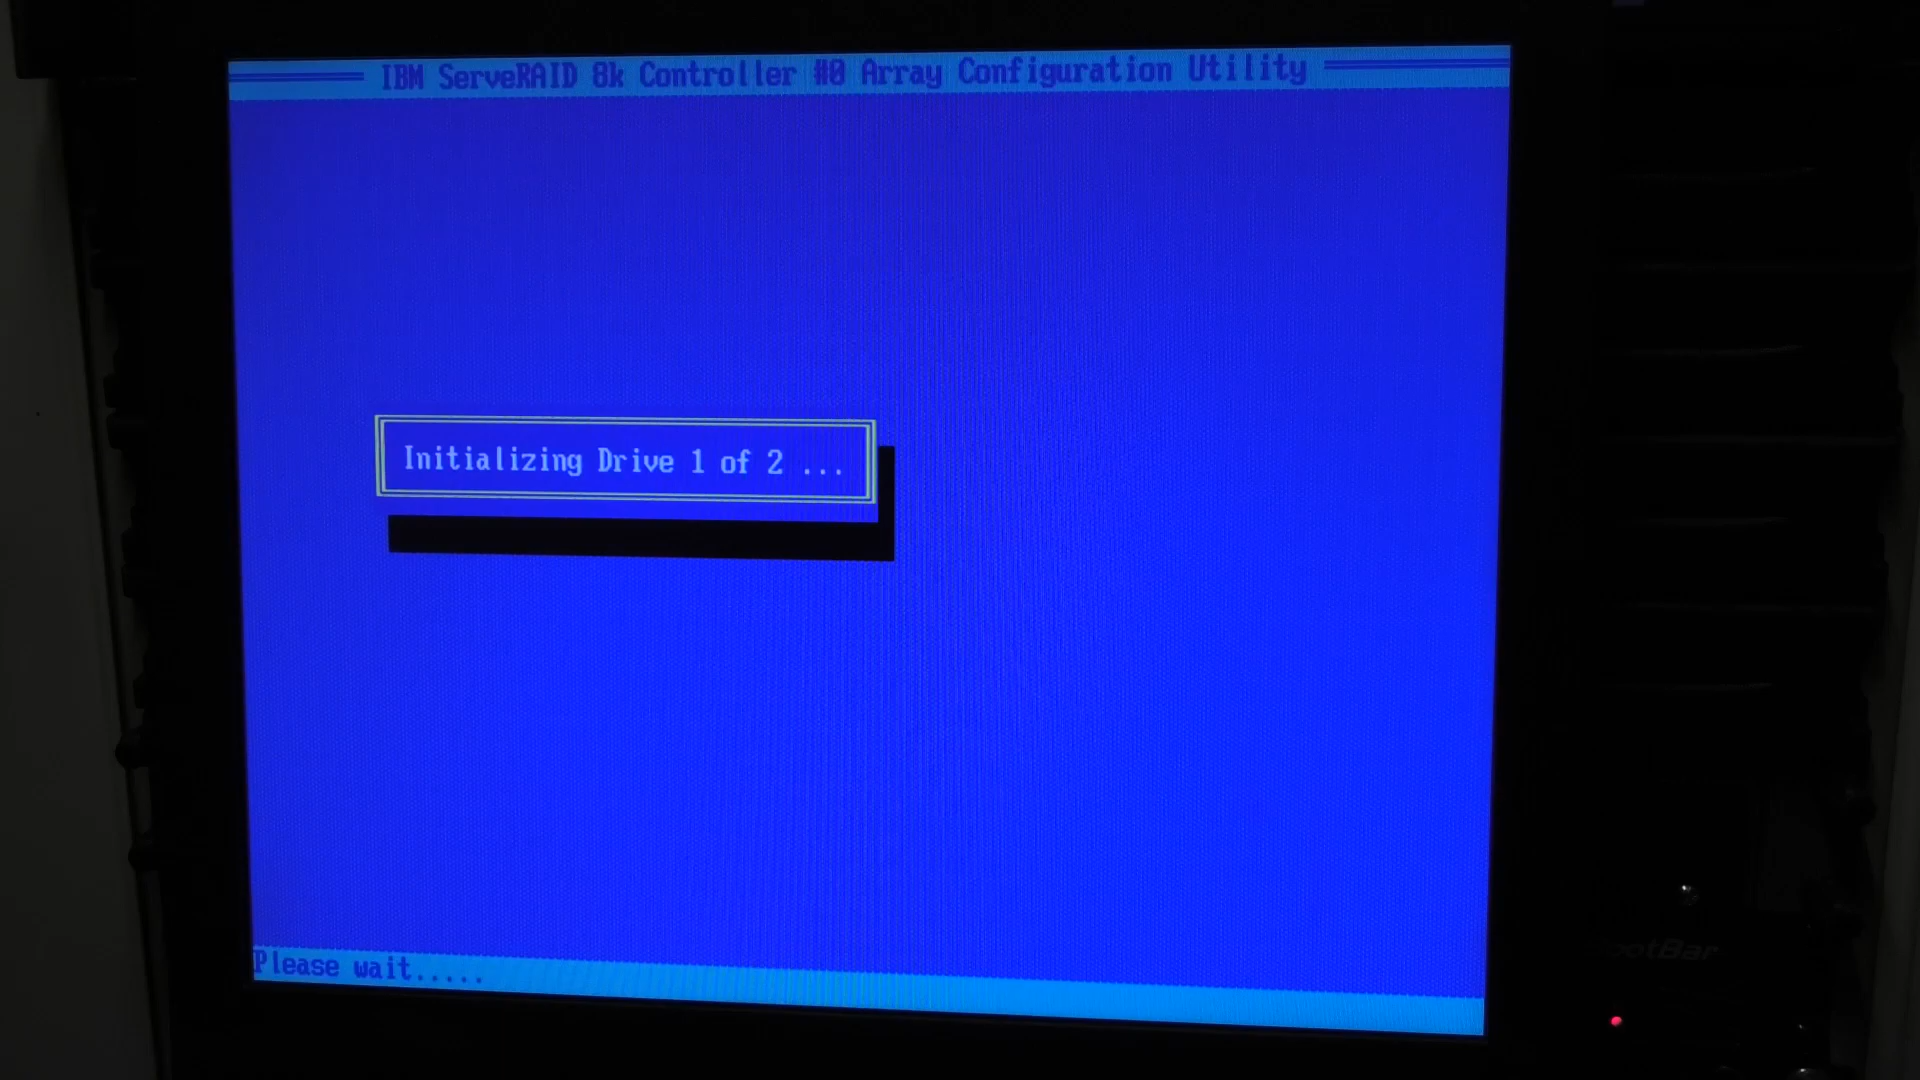 IBM ServeRAID 8k Controller #0 Array Configuration Utility
Initializing Drive 1 of 2 ...
Please wait.....